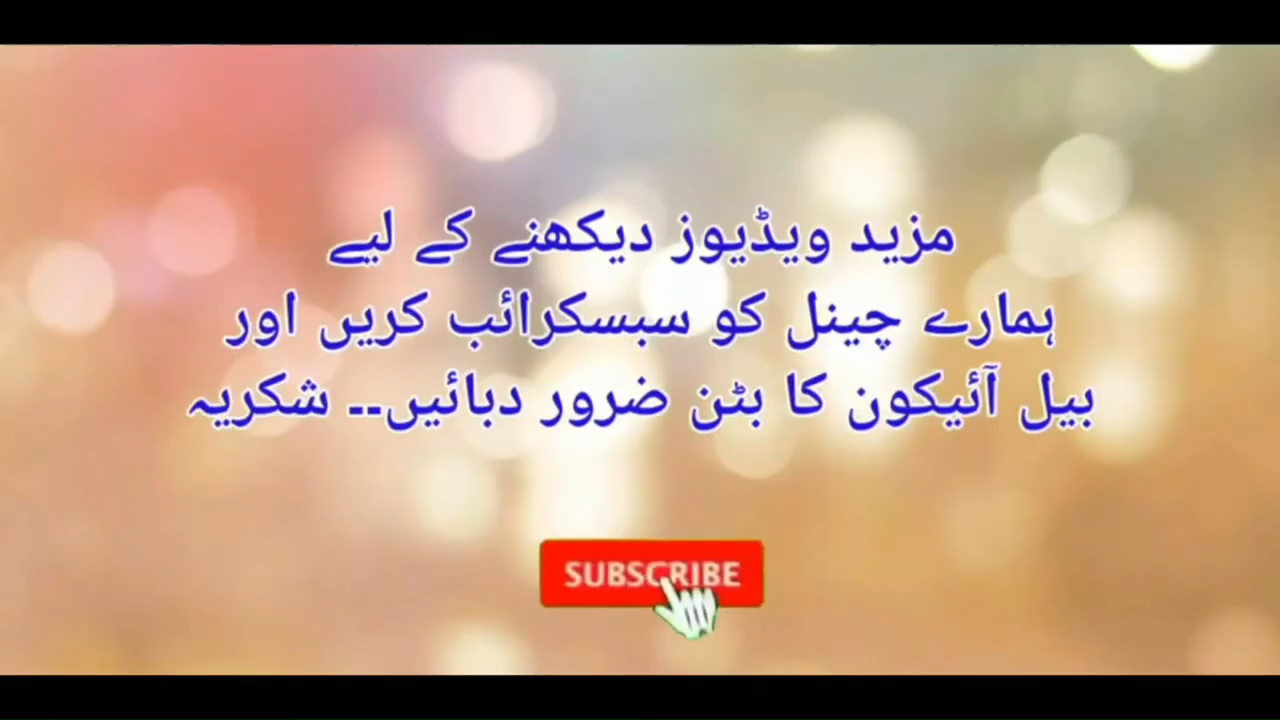 مزید ویڈیوز دیکھنے کے لیے
ہمارے چینل کو سبسکرائب کریں اور
بیل آئیکون کا بٹن ضرور دبائیں-- شکریہ
SUBSCRIBE